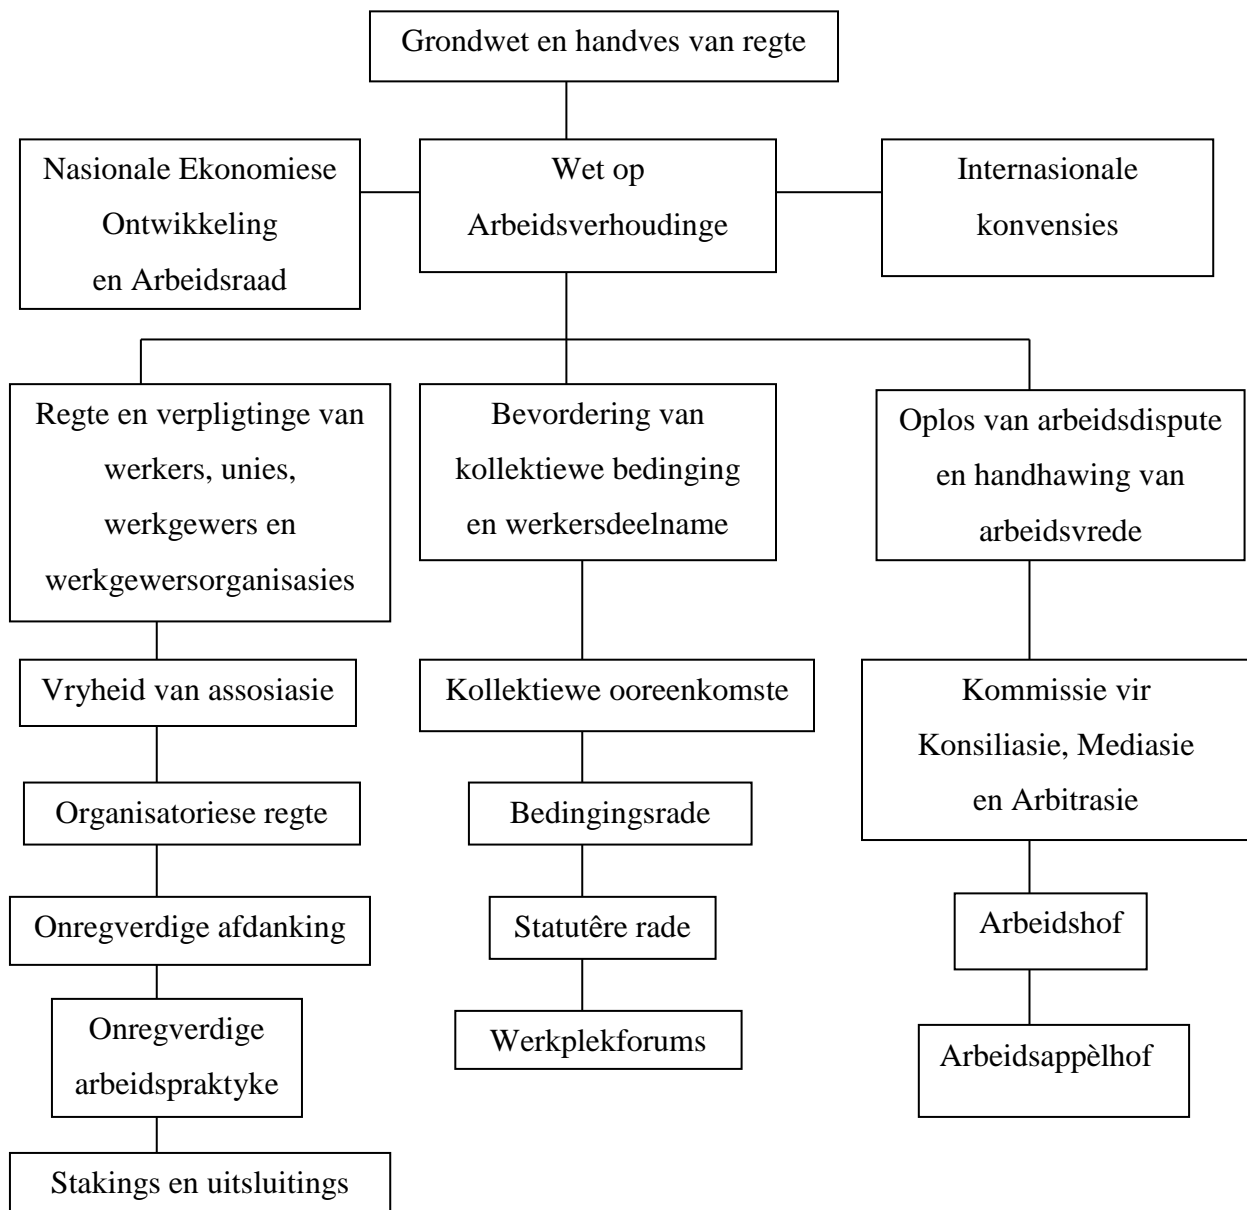 Grondwet en handves van regte
Nasionale Ekonomiese
Ontwikkeling
en Arbeidsraad
Wet op
Arbeidsverhoudinge
Internasionale
konvensies
Regte en verpligtinge van
werkers, unies,
werkgewers en
werkgewersorganisasies
Bevordering van
kollektiewe bedinging
en werkersdeelname
Oplos van arbeidsdispute
en handhawing van
arbeidsvrede
Vryheid van assosiasie
Kollektiewe ooreenkomste
Kommissie vir
Konsiliasie, Mediasie
en Arbitrasie
Organisatoriese regte
Bedingingsrade
Onregverdige afdanking
Statutêre rade
Arbeidshof
Onregverdige
arbeidspraktyke
Werkplekforums
Arbeidsappèlhof
Stakings en uitsluitings